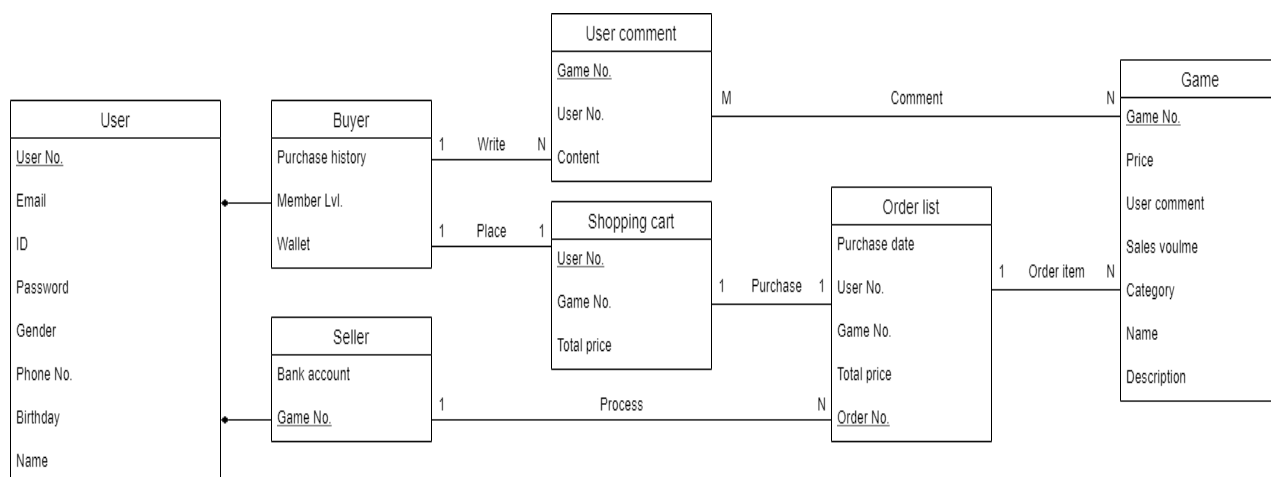 User
User No.
Email
ID
Password
Gender
Phone No.
Birthday
Name
Buyer
Purchase history
Member Lvl.
Wallet
Seller
Bank account
Game No.
1 Write N
1 Place 1
User comment
Game No.
User No.
Content
Shopping cart
User No.
Game No.
Total price
M Comment N
1 Purchase 1
1 Process N
Order list
Purchase date
User No.
Game No.
Total price
Order No.
1 Order item N
Game
Game No.
Price
User comment
Sales voulme
Category
Name
Description